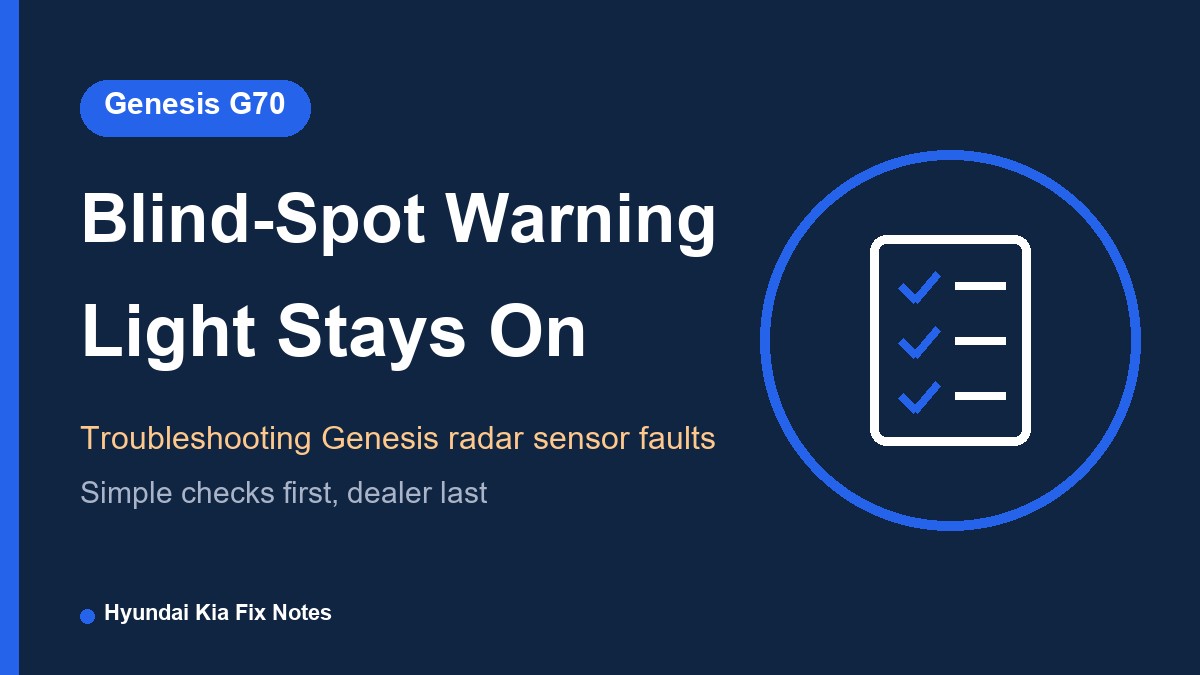 Genesis G70
Blind-Spot Warning
Light Stays On
Troubleshooting Genesis radar sensor faults
Simple checks first, dealer last
Hyundai Kia Fix Notes